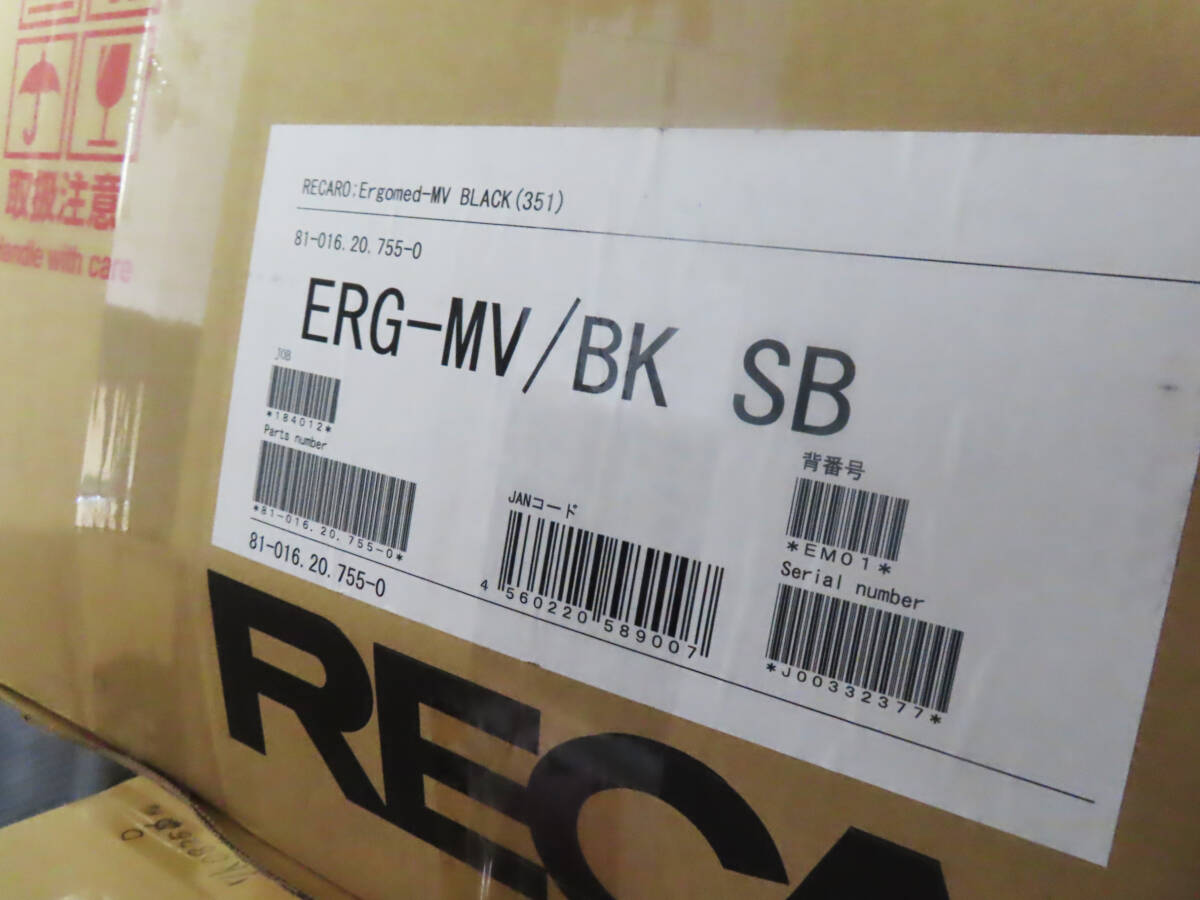 取扱注意
Handle with care
RECARO;Ergomed-MV BLACK(351)
81-016.20.755-0
ERG-MV/BK SB
JOB
*184012*
Parts number
*81-016.20.755-0*
81-016.20.755-0
JANコード
4 560220 589007
背番号
*EM01*
Serial number
*J00332377*
RECA